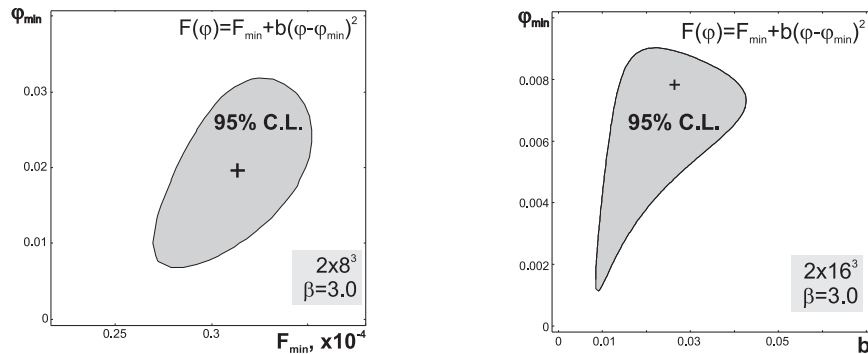 φmin
F(φ)=Fmin+b(φ-φmin)²
0.03
95% C.L.
0.02
0.01
2x8³
β=3.0
0
0.25
0.3
Fmin, x10⁻⁴
φmin
F(φ)=Fmin+b(φ-φmin)²
0.008
95% C.L.
0.006
0.004
0.002
2x16³
β=3.0
0
0
0.01
0.03
0.05
b